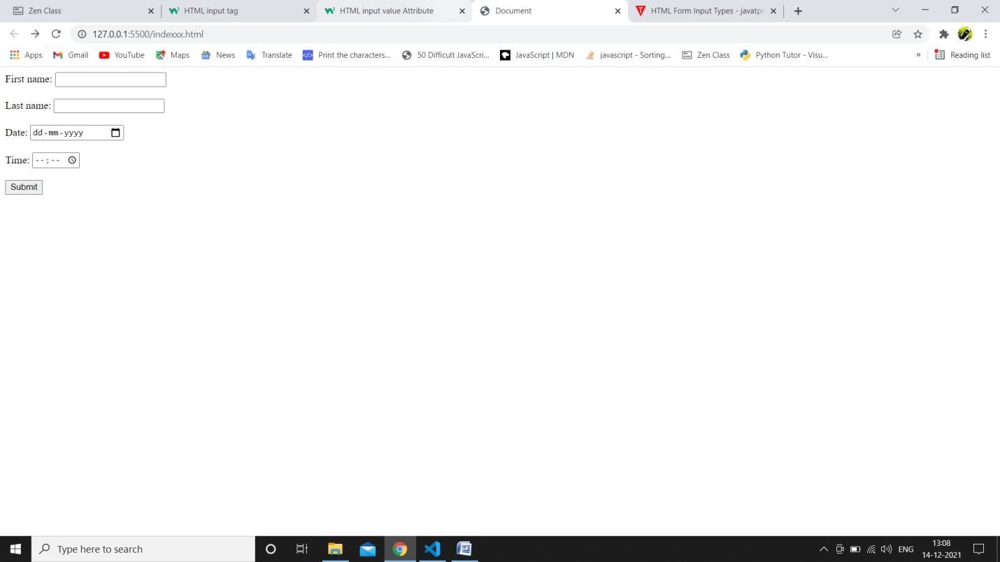 Zen Class
HTML input tag
HTML input value Attribute
Document
HTML Form Input Types - javatpo
127.0.0.1:5500/indexxx.html
Apps
Gmail
YouTube
Maps
News
Translate
Print the characters...
50 Difficult JavaScri...
JavaScript | MDN
javascript - Sorting...
Zen Class
Python Tutor - Visu...
»
Reading list
First name:
Last name:
Date: dd-mm-yyyy
Time: --:--
Submit
Type here to search
ENG
13:08
14-12-2021